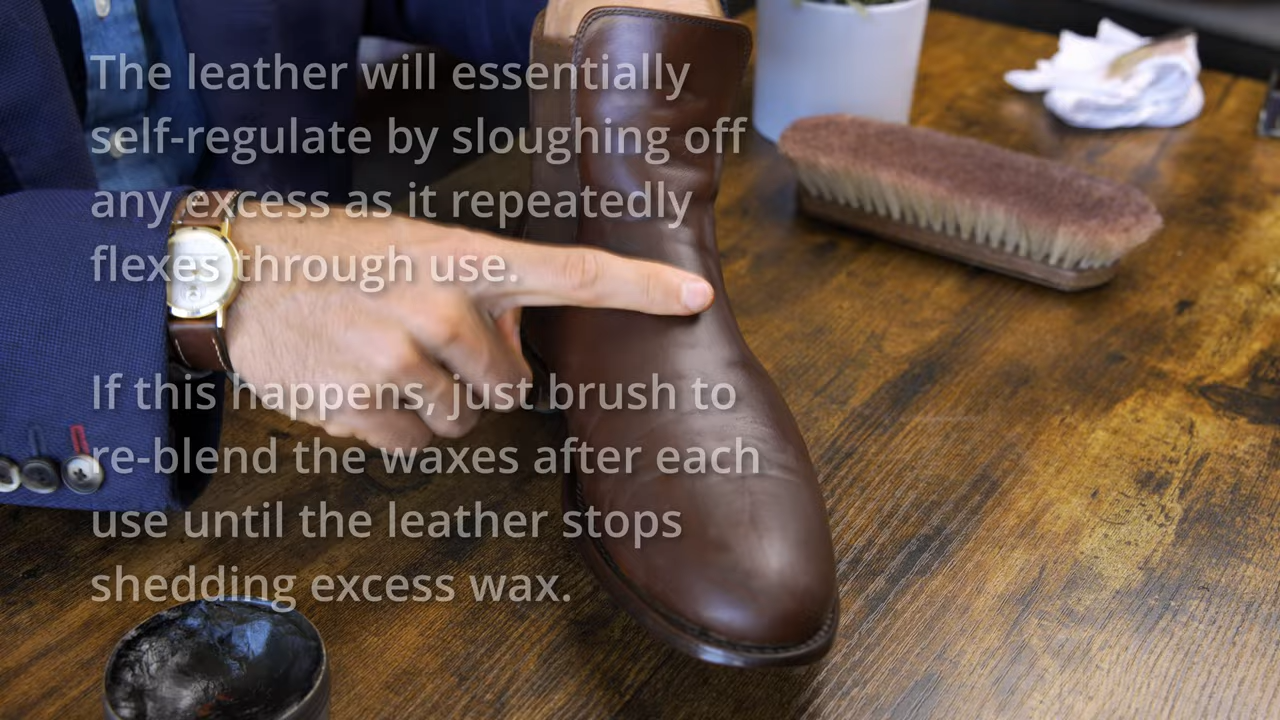 The leather will essentially
self-regulate by sloughing off
any excess as it repeatedly
flexes through use.
If this happens, just brush to
re-blend the waxes after each
use until the leather stops
shedding excess wax.